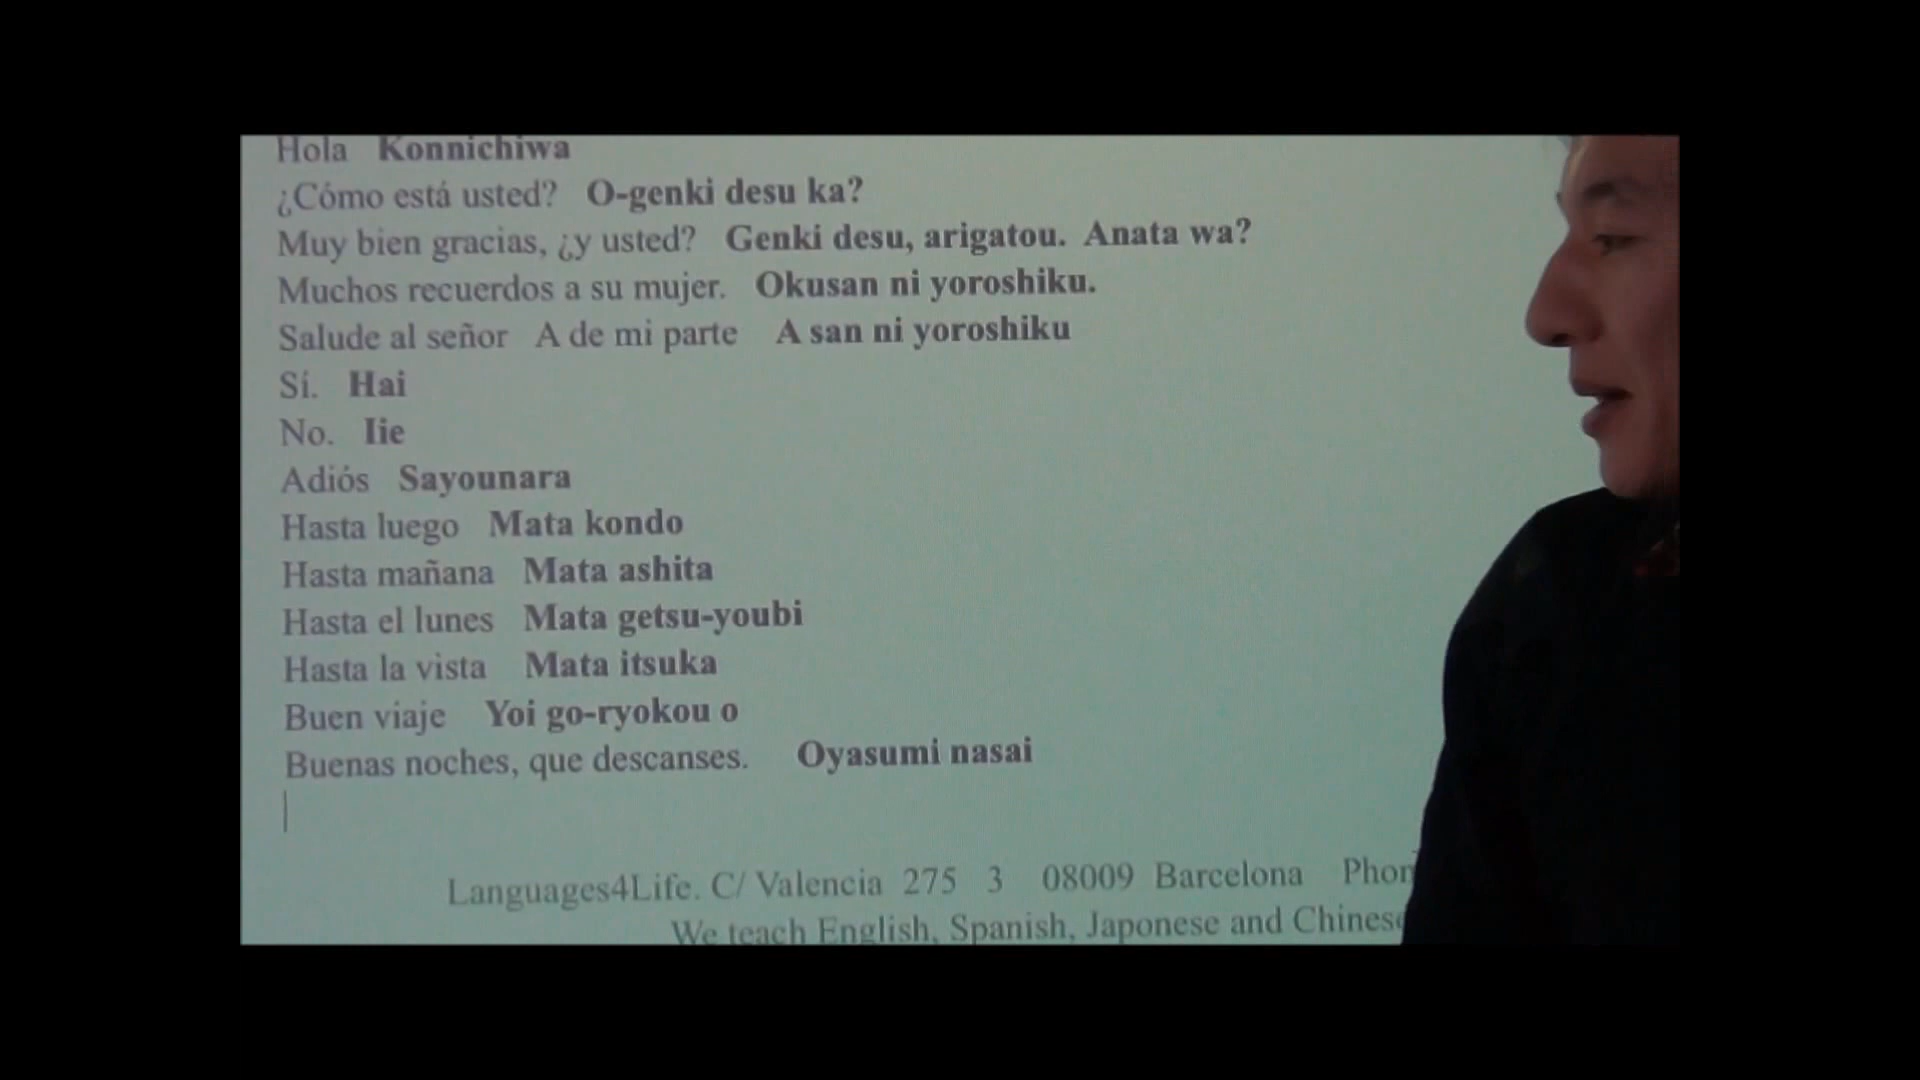 Hola Konnichiwa
¿Cómo está usted? O-genki desu ka?
Muy bien gracias, ¿y usted? Genki desu, arigatou. Anata wa?
Muchos recuerdos a su mujer. Okusan ni yoroshiku.
Salude al señor A de mi parte A san ni yoroshiku
Sí. Hai
No. Iie
Adiós Sayounara
Hasta luego Mata kondo
Hasta mañana Mata ashita
Hasta el lunes Mata getsu-youbi
Hasta la vista Mata itsuka
Buen viaje Yoi go-ryokou o
Buenas noches, que descanses. Oyasumi nasai
Languages4Life. C/ Valencia 275 3 08009 Barcelona Phon
We teach English, Spanish, Japonese and Chinese